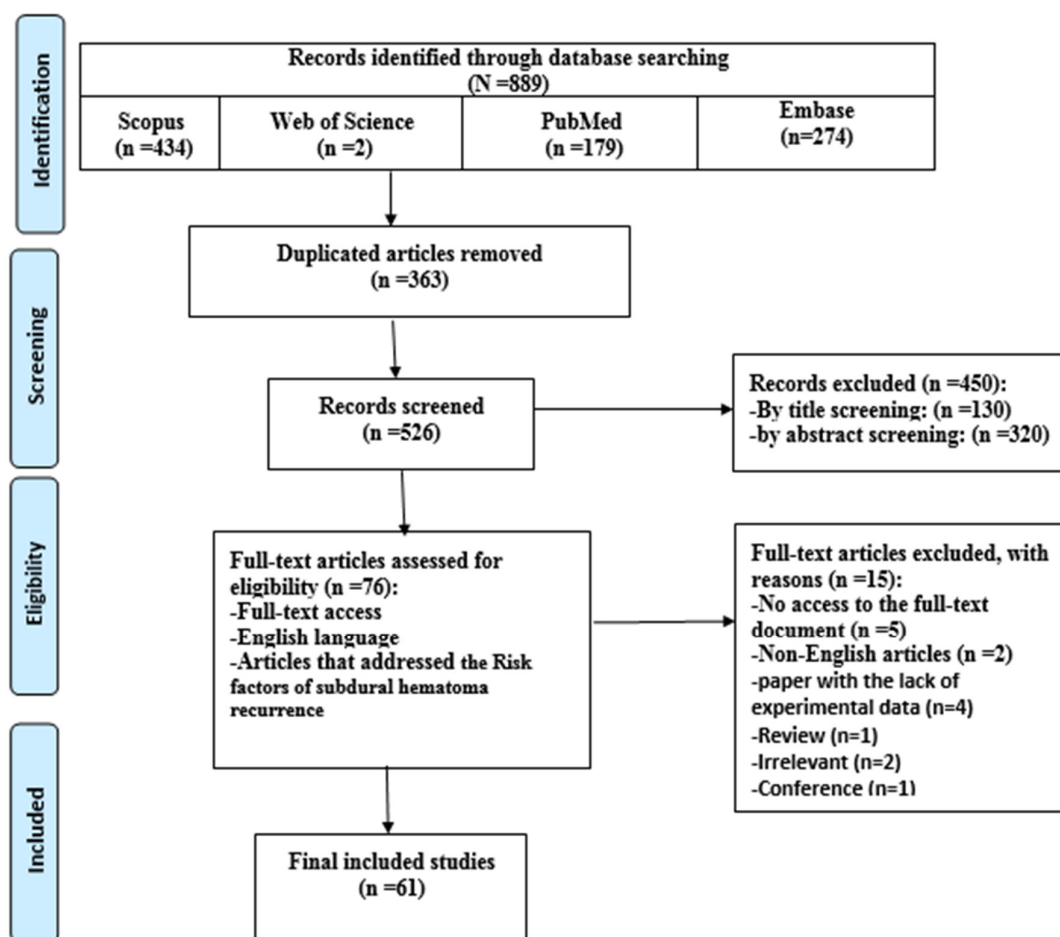 Identification
Records identified through database searching
(N =889)
Scopus
(n =434)
Web of Science
(n =2)
PubMed
(n =179)
Embase
(n=274)
Duplicated articles removed
(n =363)
Screening
Records screened
(n =526)
Records excluded (n =450):
-By title screening: (n =130)
-by abstract screening: (n =320)
Eligibility
Full-text articles assessed for
eligibility (n =76):
-Full-text access
-English language
-Articles that addressed the Risk
factors of subdural hematoma
recurrence
Full-text articles excluded, with
reasons (n =15):
-No access to the full-text
document (n =5)
-Non-English articles (n =2)
-paper with the lack of
experimental data (n=4)
-Review (n=1)
-Irrelevant (n=2)
-Conference (n=1)
Included
Final included studies
(n =61)